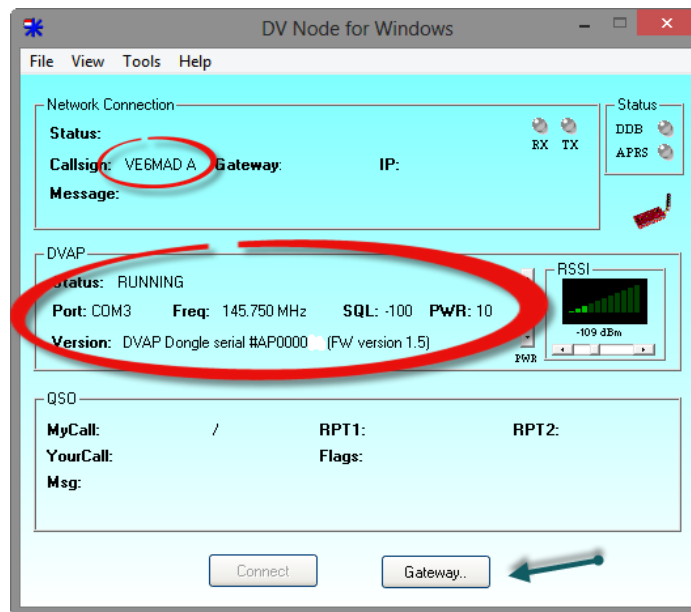 DV Node for Windows
File View Tools Help
Network Connection
Status:
Callsign: VE6MAD A Gateway: IP:
Message:
RX TX
Status
DDB
APRS
DVAP
Status: RUNNING
Port: COM3 Freq: 145.750 MHz SQL: -100 PWR: 10
Version: DVAP Dongle serial #AP0000 (FW version 1.5)
PWR
RSSI
-109 dBm
QSO
MyCall: / RPT1: RPT2:
YourCall: Flags:
Msg:
Connect Gateway..